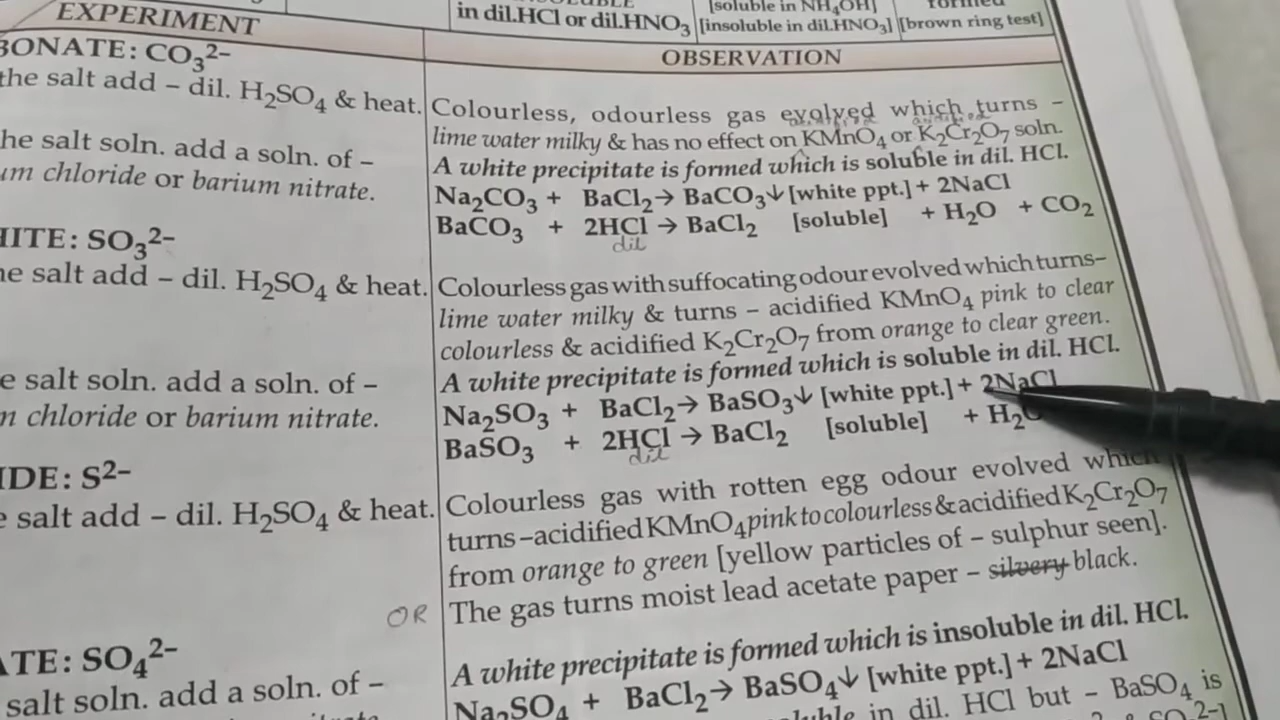 in dil.HCl or dil.HNO₃ [soluble in NH₄OH] [insoluble in dil.HNO₃] formed [brown ring test]
EXPERIMENT
OBSERVATION
BONATE: CO₃²⁻
the salt add – dil. H₂SO₄ & heat.
Colourless, odourless gas evolved which turns –
lime water milky & has no effect on KMnO₄ or K₂Cr₂O₇ soln.
he salt soln. add a soln. of –
um chloride or barium nitrate.
A white precipitate is formed which is soluble in dil. HCl.
Na₂CO₃ + BaCl₂→ BaCO₃↓ [white ppt.] + 2NaCl
BaCO₃ + 2HCl → BaCl₂ [soluble] + H₂O + CO₂
dil
HITE: SO₃²⁻
he salt add – dil. H₂SO₄ & heat.
Colourless gas with suffocating odour evolved which turns–
lime water milky & turns – acidified KMnO₄ pink to clear
colourless & acidified K₂Cr₂O₇ from orange to clear green.
e salt soln. add a soln. of –
n chloride or barium nitrate.
A white precipitate is formed which is soluble in dil. HCl.
Na₂SO₃ + BaCl₂→ BaSO₃↓ [white ppt.] + 2NaCl
BaSO₃ + 2HCl → BaCl₂ [soluble] + H₂O
dil
IDE: S²⁻
e salt add – dil. H₂SO₄ & heat.
Colourless gas with rotten egg odour evolved which
turns–acidified KMnO₄ pink to colourless & acidified K₂Cr₂O₇
from orange to green [yellow particles of – sulphur seen].
OR The gas turns moist lead acetate paper – silvery black.
ATE: SO₄²⁻
salt soln. add a soln. of –
A white precipitate is formed which is insoluble in dil. HCl.
Na₂SO₄ + BaCl₂→ BaSO₄↓ [white ppt.] + 2NaCl
in dil. HCl but – BaSO₄ is